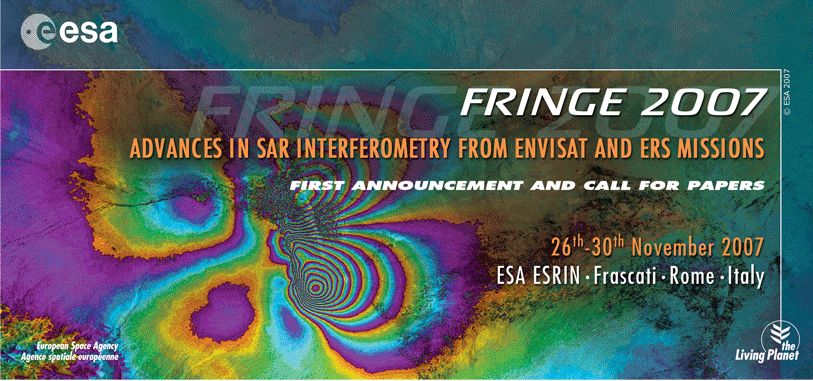 esa
© ESA 2007
FRINGE 2007
FRINGE 2007
ADVANCES IN SAR INTERFEROMETRY FROM ENVISAT AND ERS MISSIONS
FIRST ANNOUNCEMENT AND CALL FOR PAPERS
26th-30th November 2007
ESA ESRIN · Frascati · Rome · Italy
European Space Agency
Agence spatiale européenne
the
Living Planet